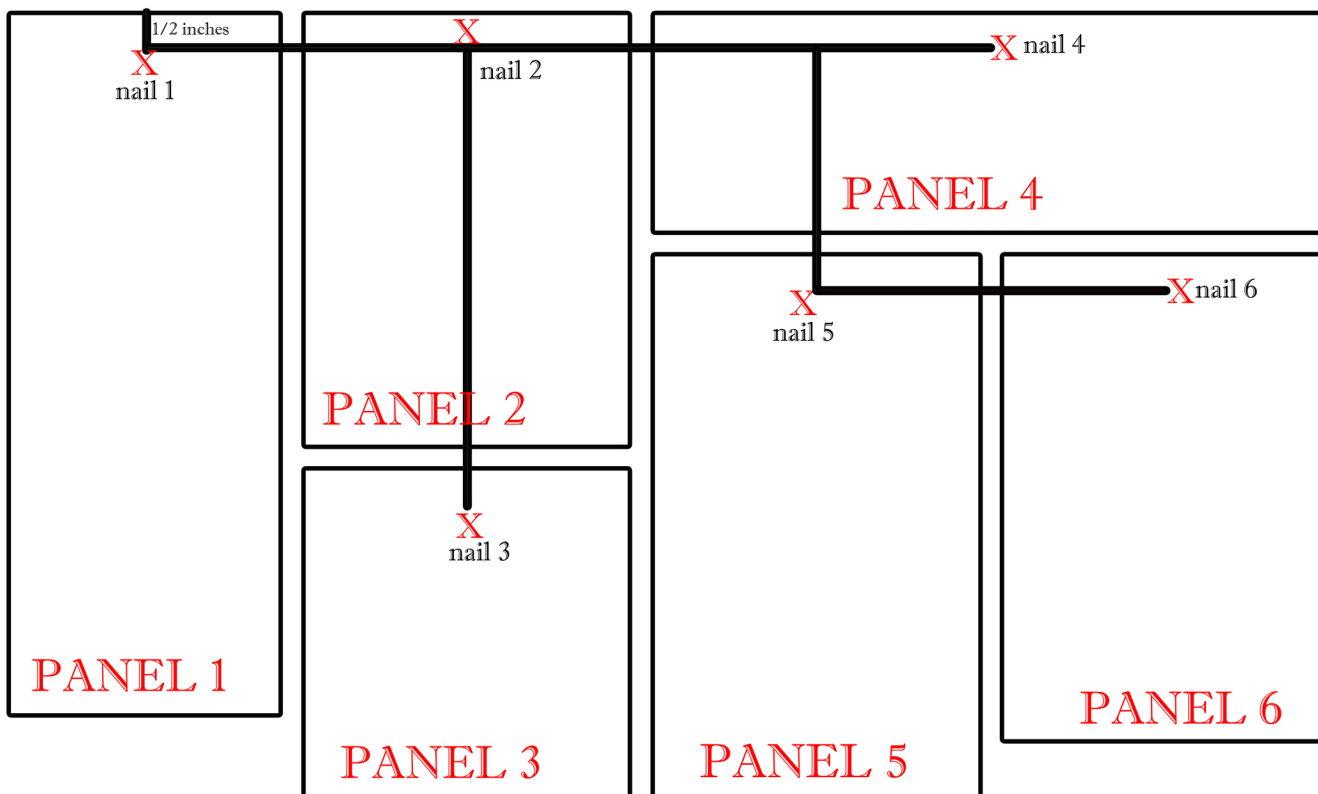 1/2 inches
X
nail 1
X
nail 2
X nail 4
PANEL 4
X
nail 5
X nail 6
PANEL 2
X
nail 3
PANEL 1
PANEL 3
PANEL 5
PANEL 6